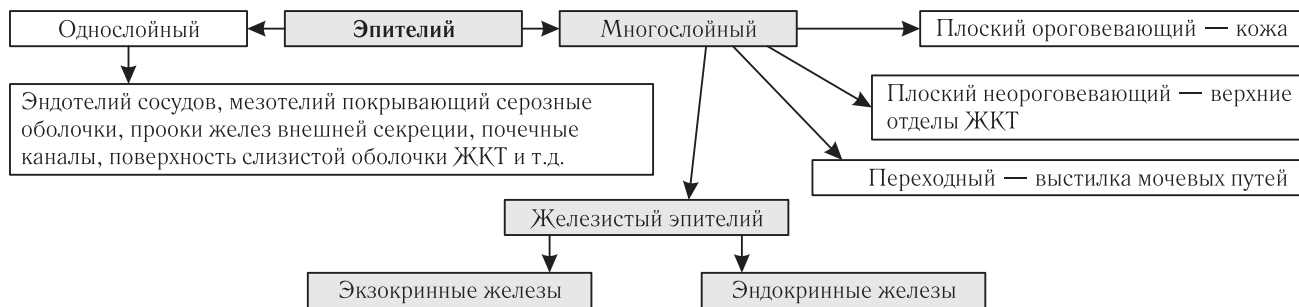 Однослойный
Эпителий
Многослойный
Плоский ороговевающий — кожа
Эндотелий сосудов, мезотелий покрывающий серозные
оболочки, прооки желез внешней секреции, почечные
каналы, поверхность слизистой оболочки ЖКТ и т.д.
Плоский неороговевающий — верхние
отделы ЖКТ
Переходный — выстилка мочевых путей
Железистый эпителий
Экзокринные железы
Эндокринные железы